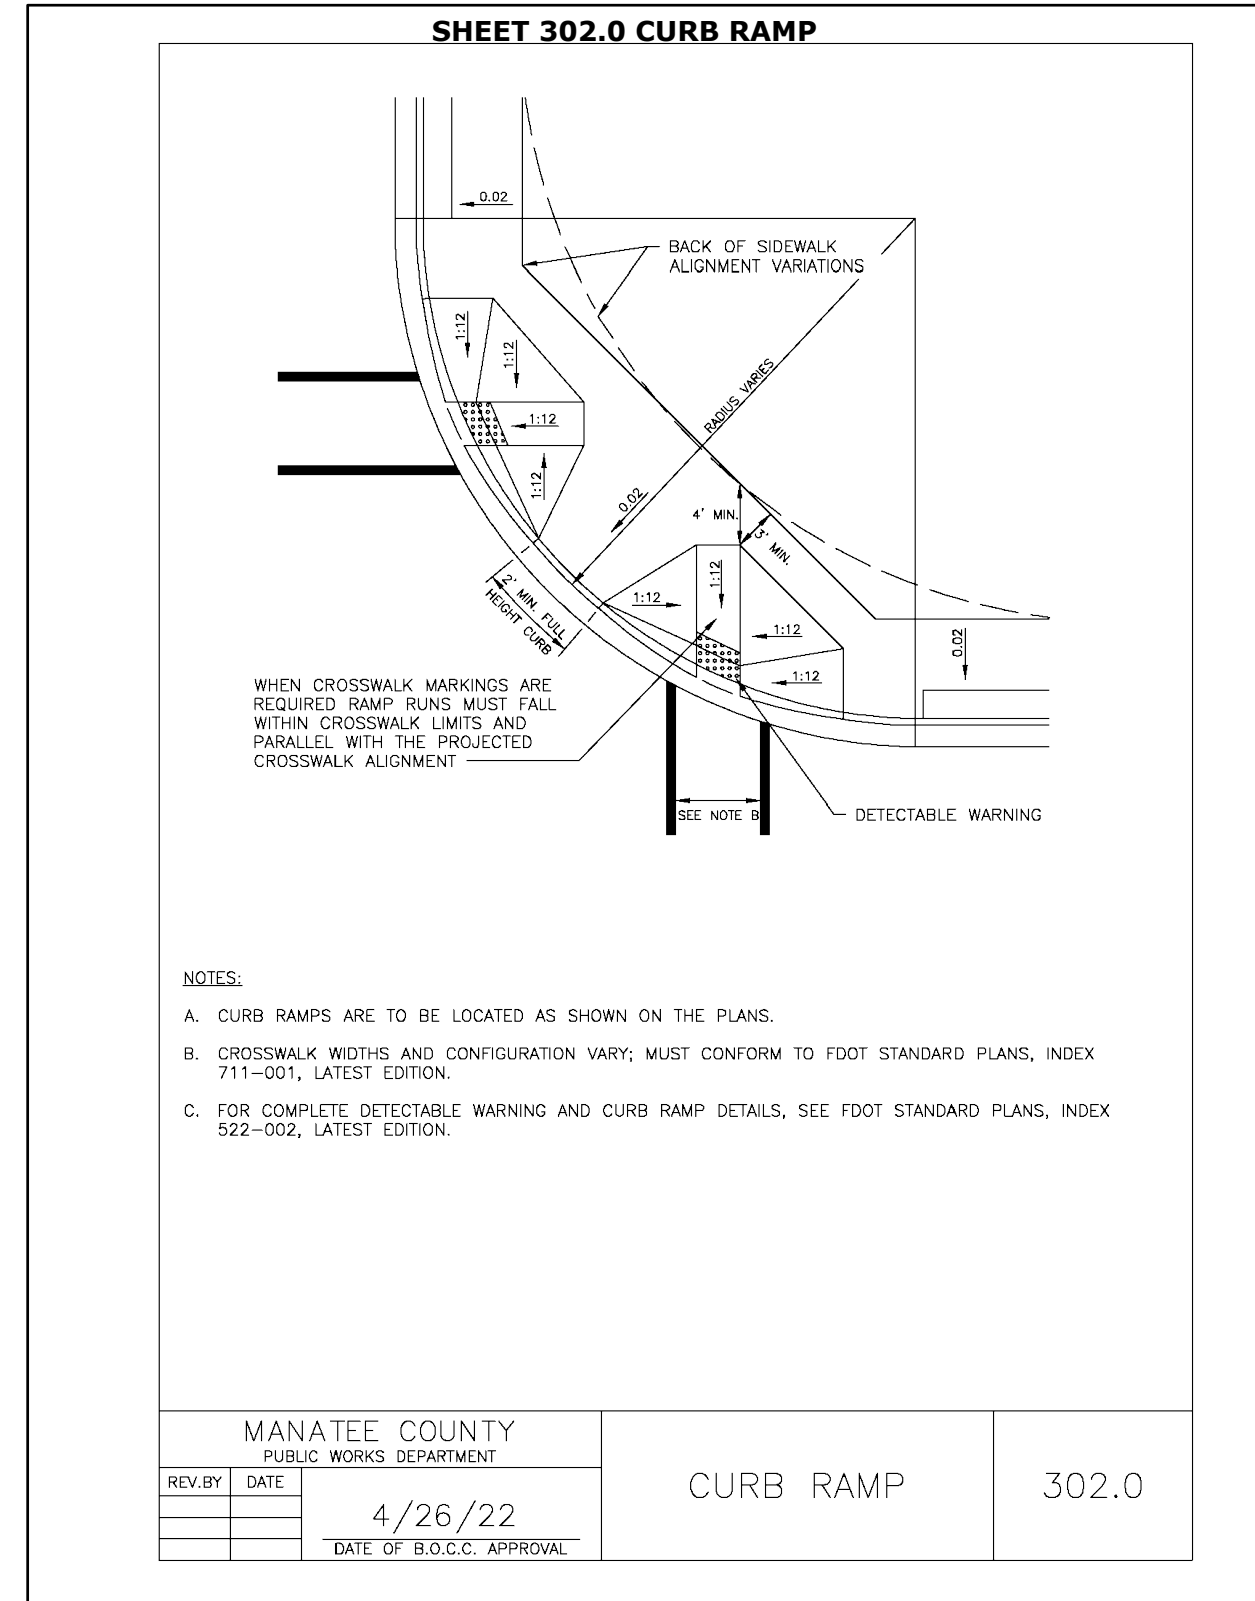 SHEET 302.0 CURB RAMP
0.02
BACK OF SIDEWALK
ALIGNMENT VARIATIONS
1:12
1:12
RADIUS VARIES
1:12
1:12
0.02
4' MIN.
3' MIN.
1:12
2' MIN. FULL
HEIGHT CURB
1:12
1:12
0.02
1:12
WHEN CROSSWALK MARKINGS ARE
REQUIRED RAMP RUNS MUST FALL
WITHIN CROSSWALK LIMITS AND
PARALLEL WITH THE PROJECTED
CROSSWALK ALIGNMENT
SEE NOTE B
DETECTABLE WARNING
NOTES:
A. CURB RAMPS ARE TO BE LOCATED AS SHOWN ON THE PLANS.
B. CROSSWALK WIDTHS AND CONFIGURATION VARY; MUST CONFORM TO FDOT STANDARD PLANS, INDEX
711-001, LATEST EDITION.
C. FOR COMPLETE DETECTABLE WARNING AND CURB RAMP DETAILS, SEE FDOT STANDARD PLANS, INDEX
522-002, LATEST EDITION.
MANATEE COUNTY
PUBLIC WORKS DEPARTMENT
REV.BY DATE
4/26/22
DATE OF B.O.C.C. APPROVAL
CURB RAMP
302.0